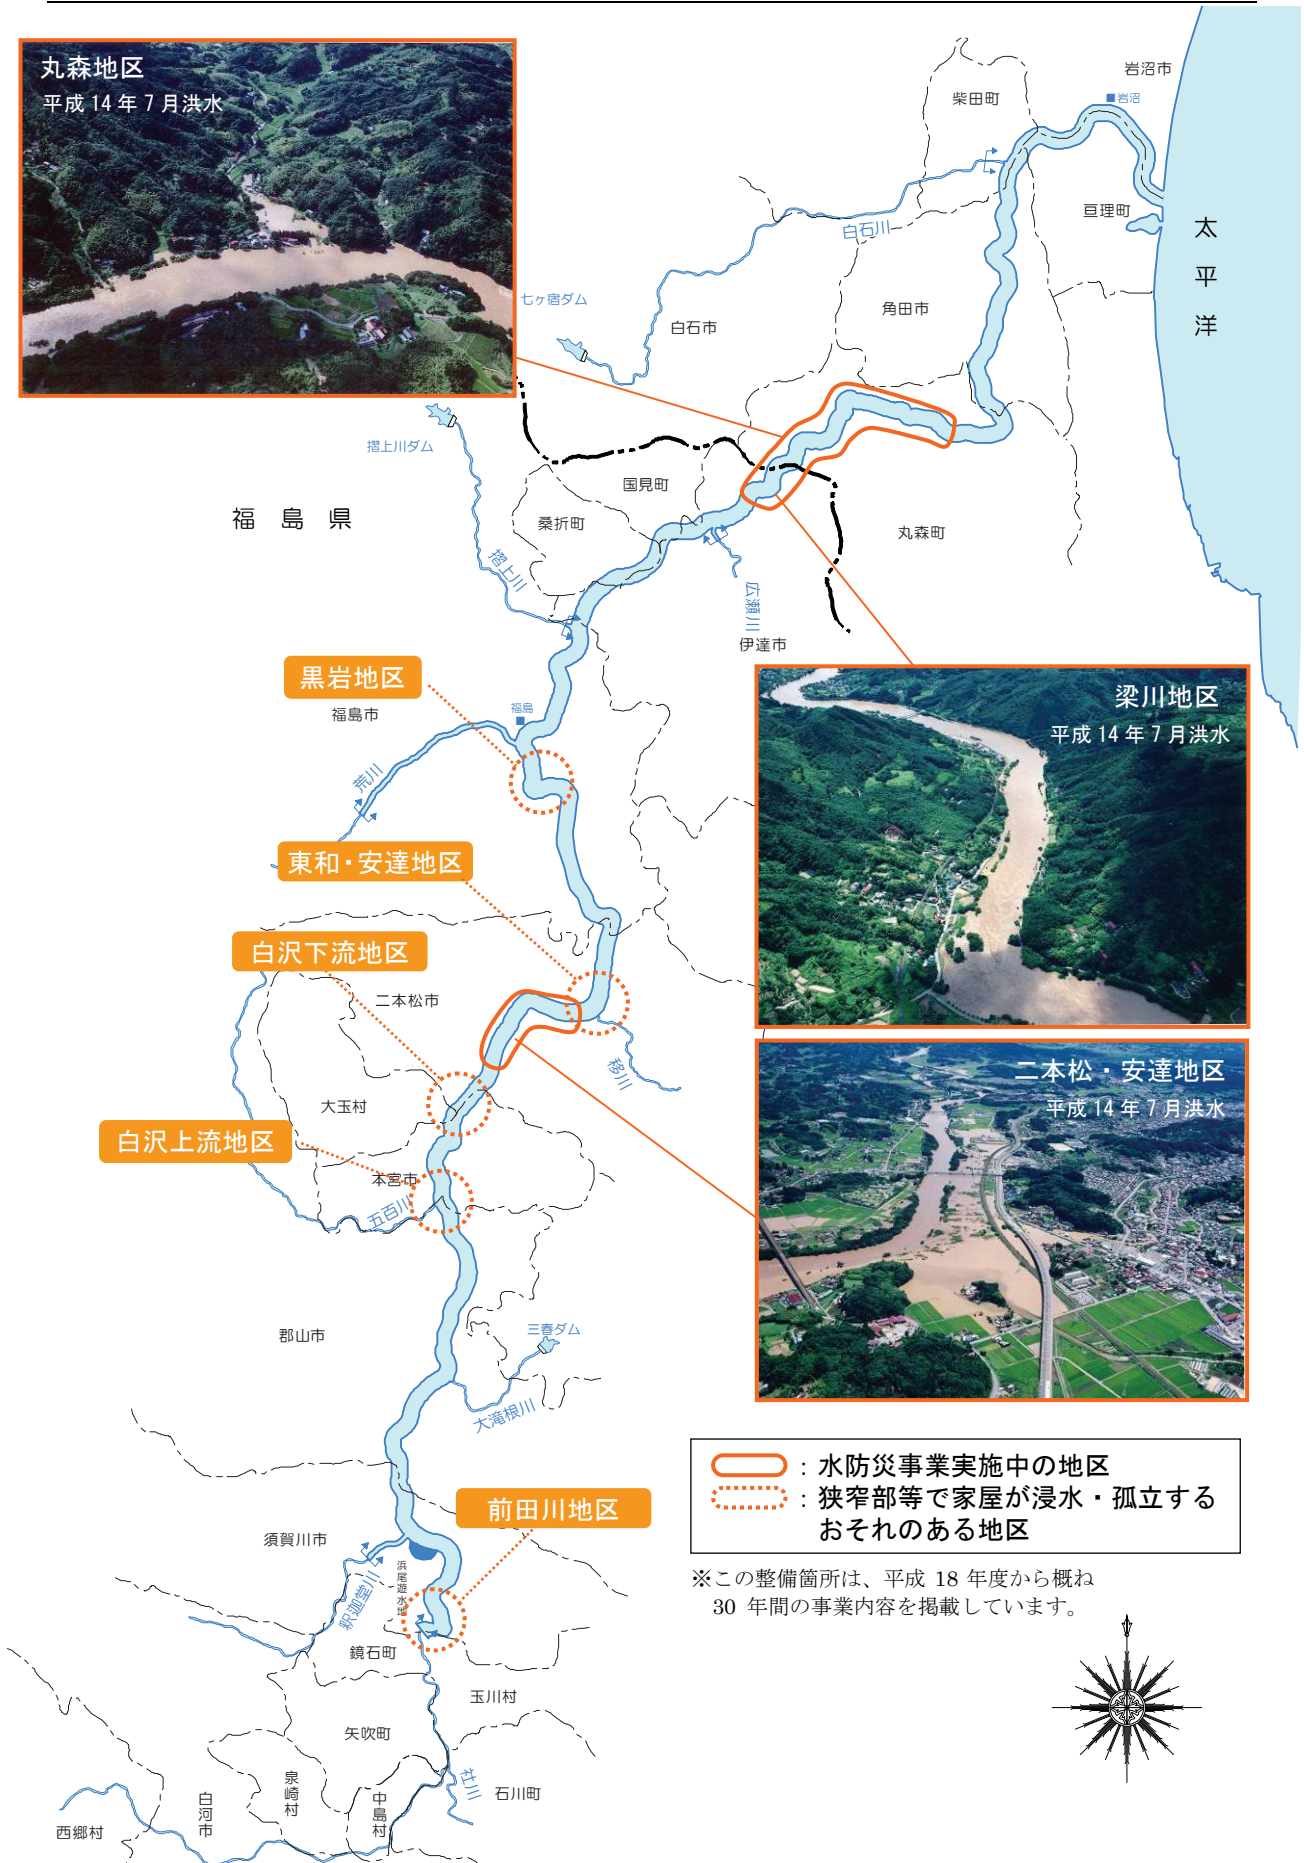 丸森地区
平成 14 年 7 月洪水
岩沼市
柴田町
岩沼
亘理町
白石川
太平洋
七ヶ宿ダム
角田市
白石市
摺上川ダム
国見町
福島県
桑折町
丸森町
摺上川
広瀬川
伊達市
黒岩地区
梁川地区
平成 14 年 7 月洪水
福島市
福島
荒川
東和・安達地区
白沢下流地区
二本松市
移川
二本松・安達地区
平成 14 年 7 月洪水
大玉村
白沢上流地区
本宮市
五百川
郡山市
三春ダム
大滝根川
：水防災事業実施中の地区
：狭窄部等で家屋が浸水・孤立する
おそれのある地区
前田川地区
須賀川市
浜尾遊水地
釈迦堂川
※この整備箇所は、平成 18 年度から概ね
30 年間の事業内容を掲載しています。
鏡石町
玉川村
矢吹町
社川
泉崎村
中島村
石川町
白河市
西郷村